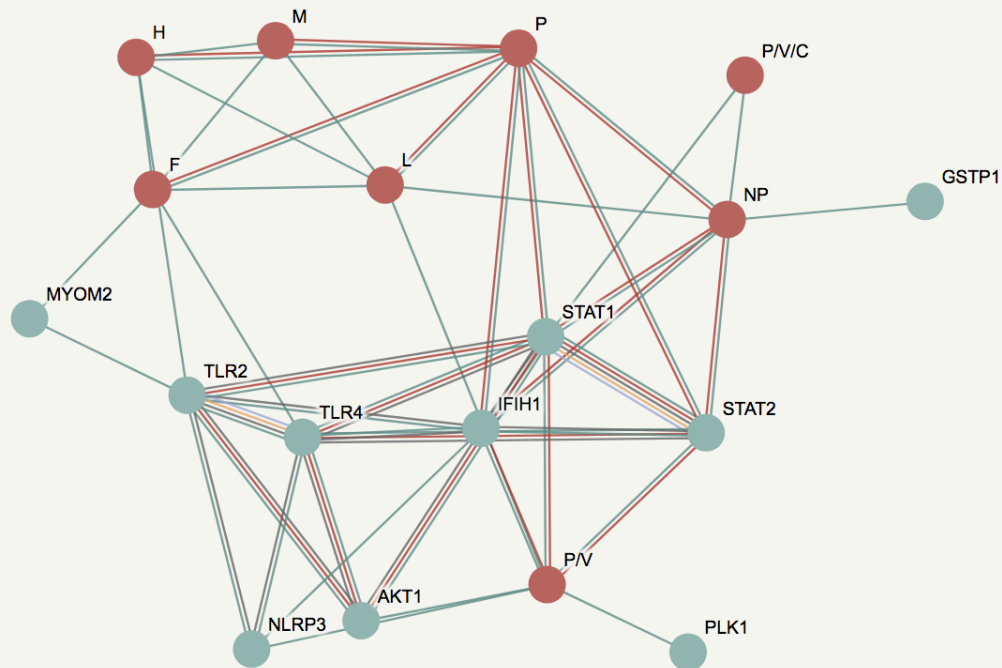 M
H
P
P/V/C
F
L
GSTP1
NP
MYOM2
STAT1
TLR2
IFIH1
STAT2
TLR4
P/V
AKT1
NLRP3
PLK1